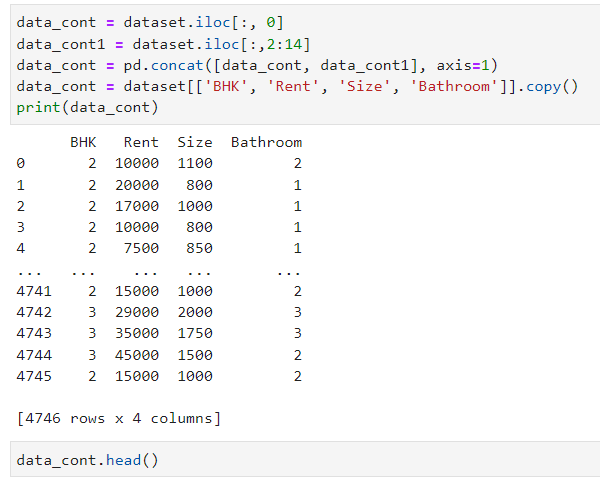 data_cont = dataset.iloc[:, 0]
data_cont1 = dataset.iloc[:,2:14]
data_cont = pd.concat([data_cont, data_cont1], axis=1)
data_cont = dataset[['BHK', 'Rent', 'Size', 'Bathroom']].copy()
print(data_cont)
BHK Rent Size Bathroom
0 2 10000 1100 2
1 2 20000 800 1
2 2 17000 1000 1
3 2 10000 800 1
4 2 7500 850 1
... ... ... ... ...
4741 2 15000 1000 2
4742 3 29000 2000 3
4743 3 35000 1750 3
4744 3 45000 1500 2
4745 2 15000 1000 2
[4746 rows x 4 columns]
data_cont.head()